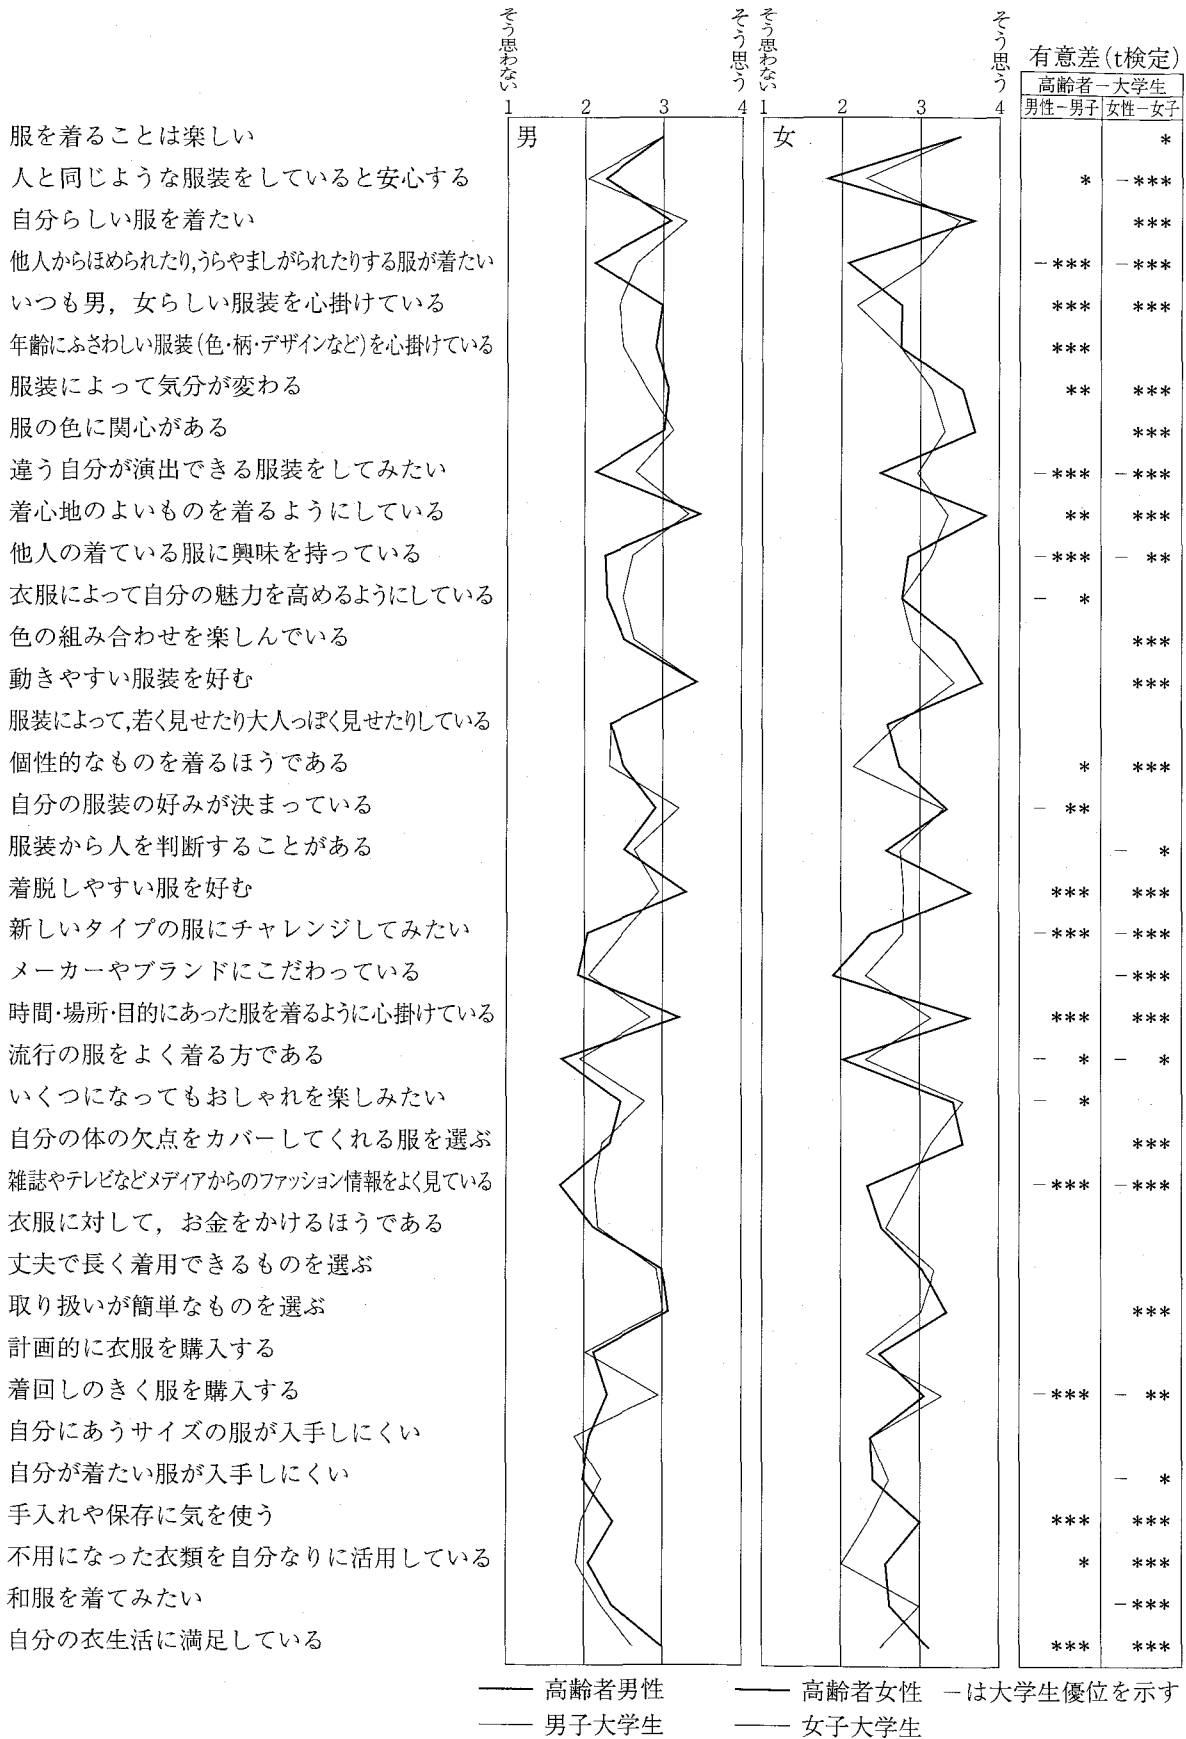 そう思わない
そう思う
そう思わない
そう思う
有意差(t検定)
高齢者－大学生
1 2 3 4 1 2 3 4 男性－男子 女性－女子
男 女
服を着ることは楽しい *
人と同じような服装をしていると安心する * －***
自分らしい服を着たい ***
他人からほめられたり,うらやましがられたりする服が着たい －*** －***
いつも男，女らしい服装を心掛けている *** ***
年齢にふさわしい服装(色・柄・デザインなど)を心掛けている ***
服装によって気分が変わる ** ***
服の色に関心がある ***
違う自分が演出できる服装をしてみたい －*** －***
着心地のよいものを着るようにしている ** ***
他人の着ている服に興味を持っている －*** － **
衣服によって自分の魅力を高めるようにしている － *
色の組み合わせを楽しんでいる ***
動きやすい服装を好む ***
服装によって,若く見せたり大人っぽく見せたりしている
個性的なものを着るほうである * ***
自分の服装の好みが決まっている － **
服装から人を判断することがある － *
着脱しやすい服を好む *** ***
新しいタイプの服にチャレンジしてみたい －*** －***
メーカーやブランドにこだわっている －***
時間・場所・目的にあった服を着るように心掛けている *** ***
流行の服をよく着る方である － * － *
いくつになってもおしゃれを楽しみたい － *
自分の体の欠点をカバーしてくれる服を選ぶ ***
雑誌やテレビなどメディアからのファッション情報をよく見ている －*** －***
衣服に対して，お金をかけるほうである
丈夫で長く着用できるものを選ぶ
取り扱いが簡単なものを選ぶ ***
計画的に衣服を購入する
着回しのきく服を購入する －*** － **
自分にあうサイズの服が入手しにくい
自分が着たい服が入手しにくい － *
手入れや保存に気を使う *** ***
不用になった衣類を自分なりに活用している * ***
和服を着てみたい －***
自分の衣生活に満足している *** ***
高齢者男性 高齢者女性 －は大学生優位を示す
男子大学生 女子大学生